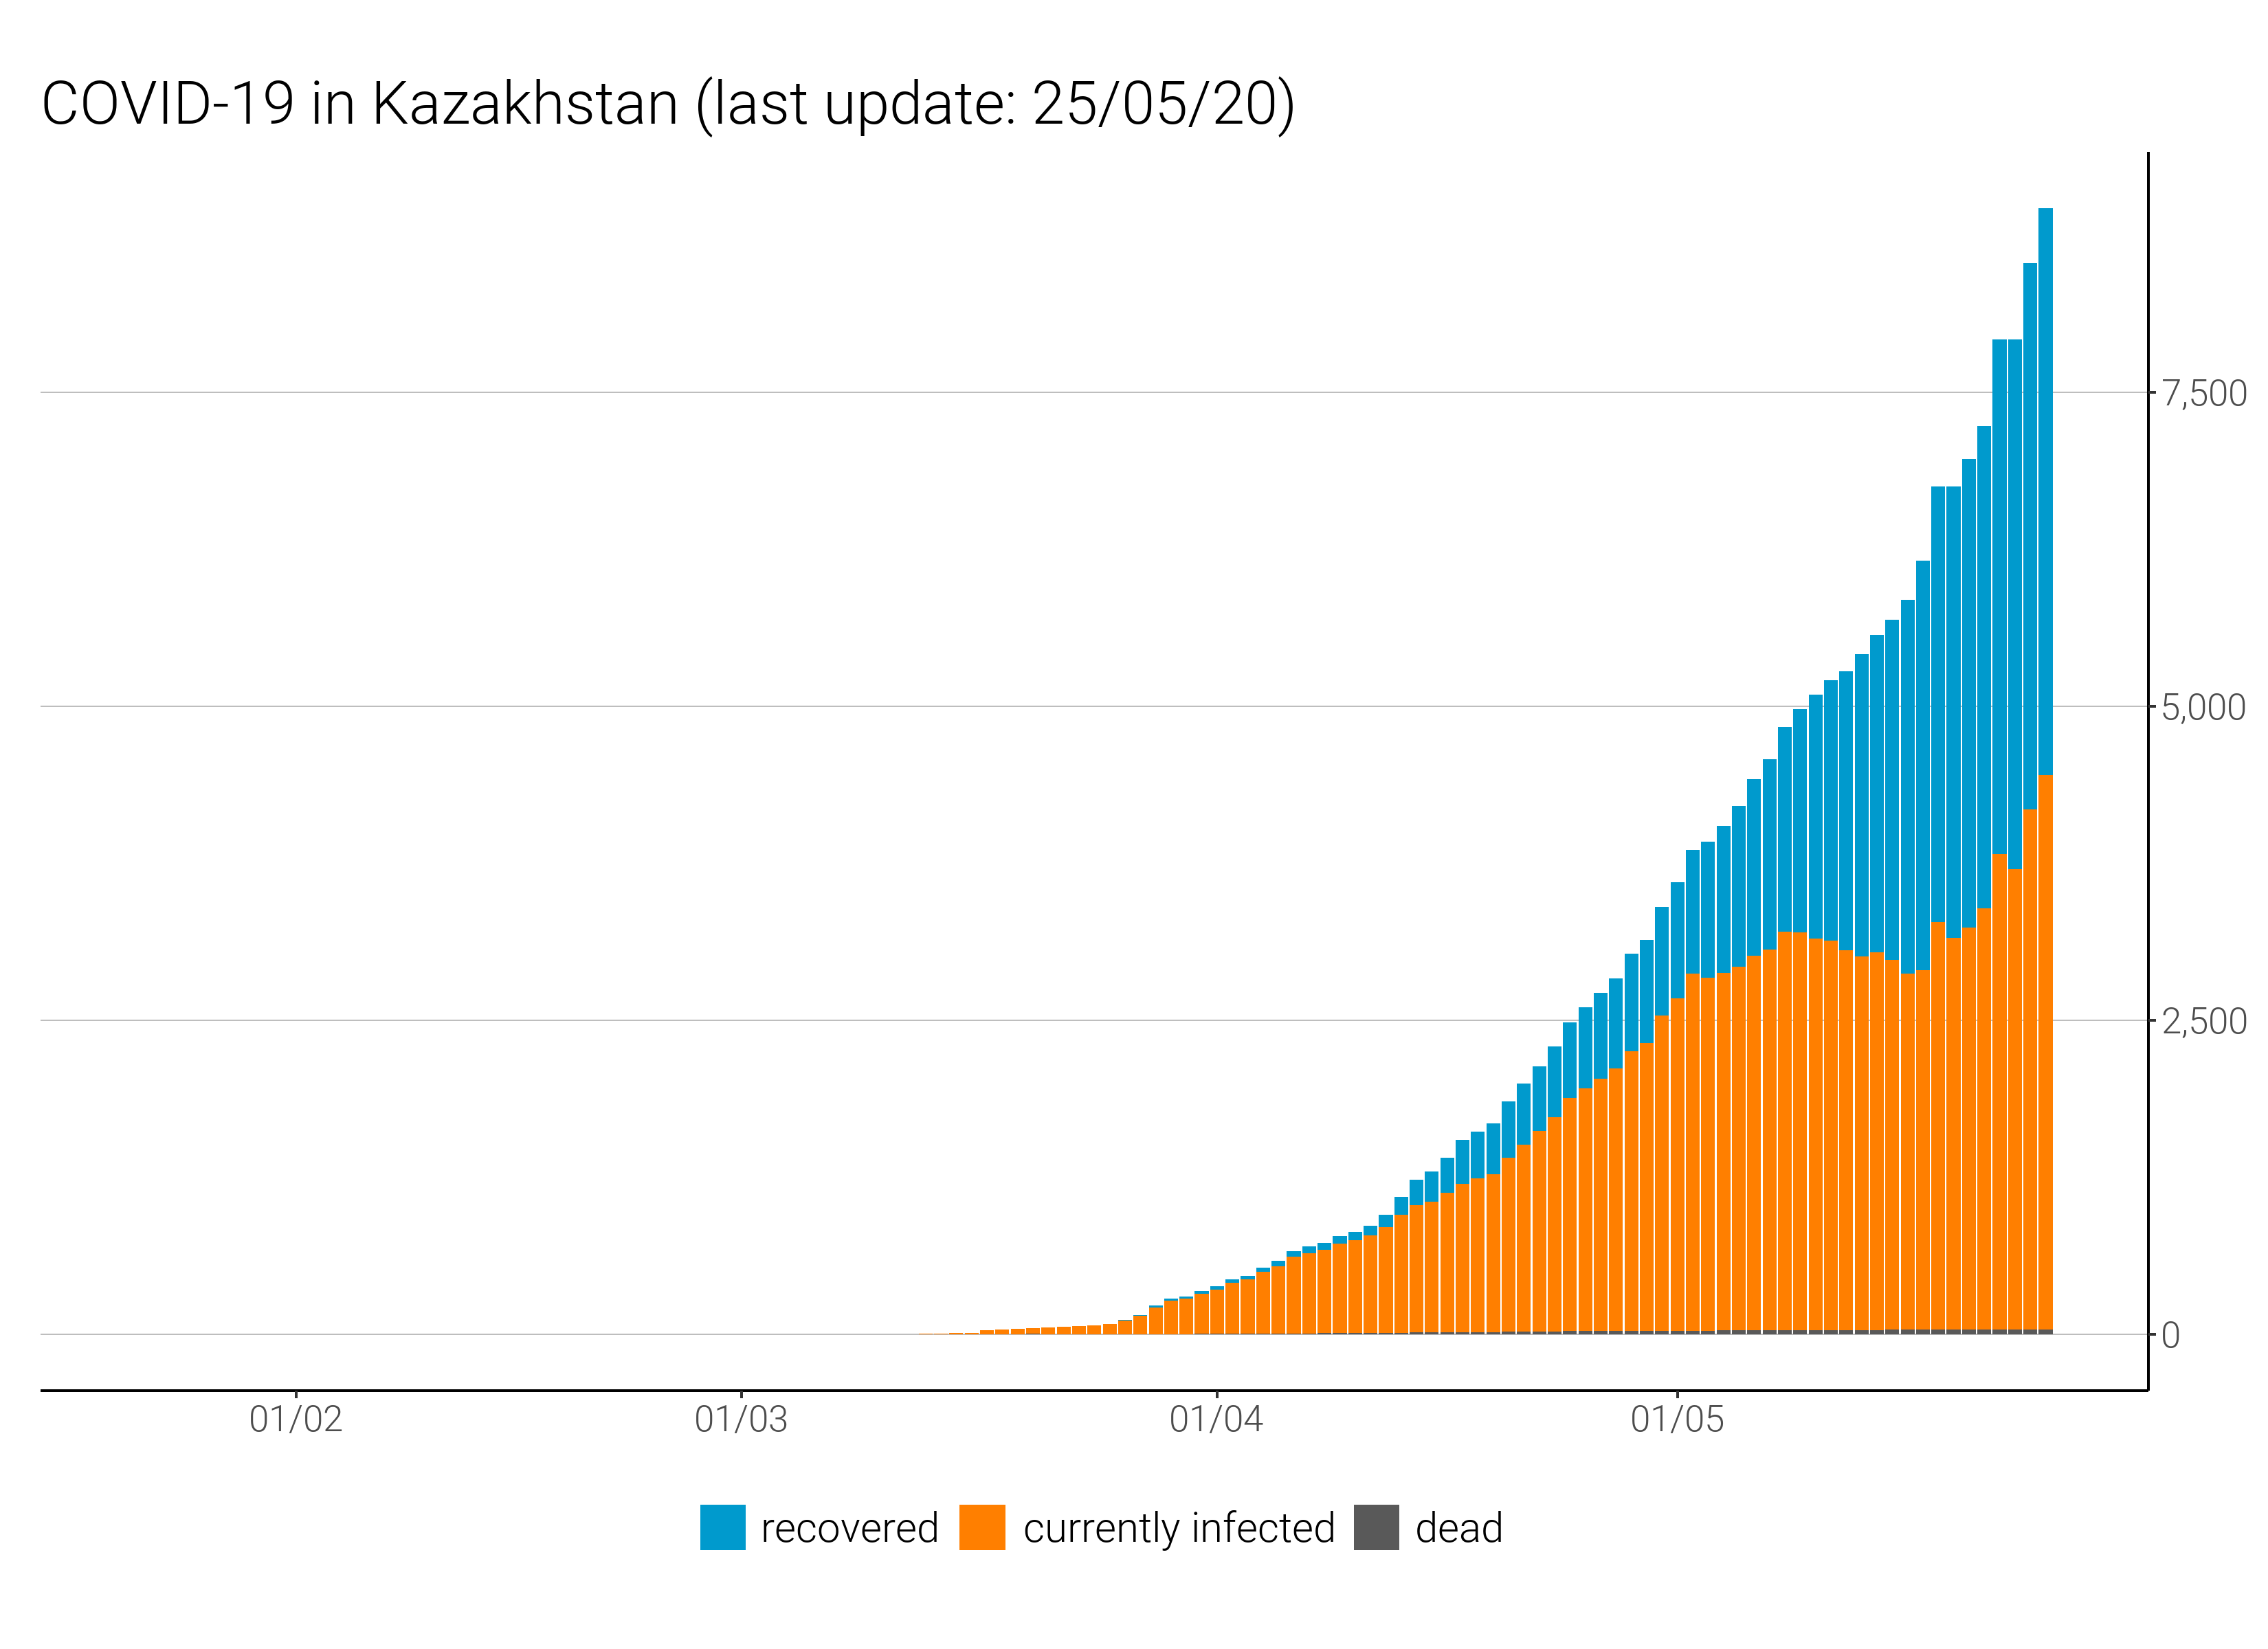 COVID-19 in Kazakhstan (last update: 25/05/20)
7,500
5,000
2,500
0
01/02 01/03 01/04 01/05
recovered currently infected dead